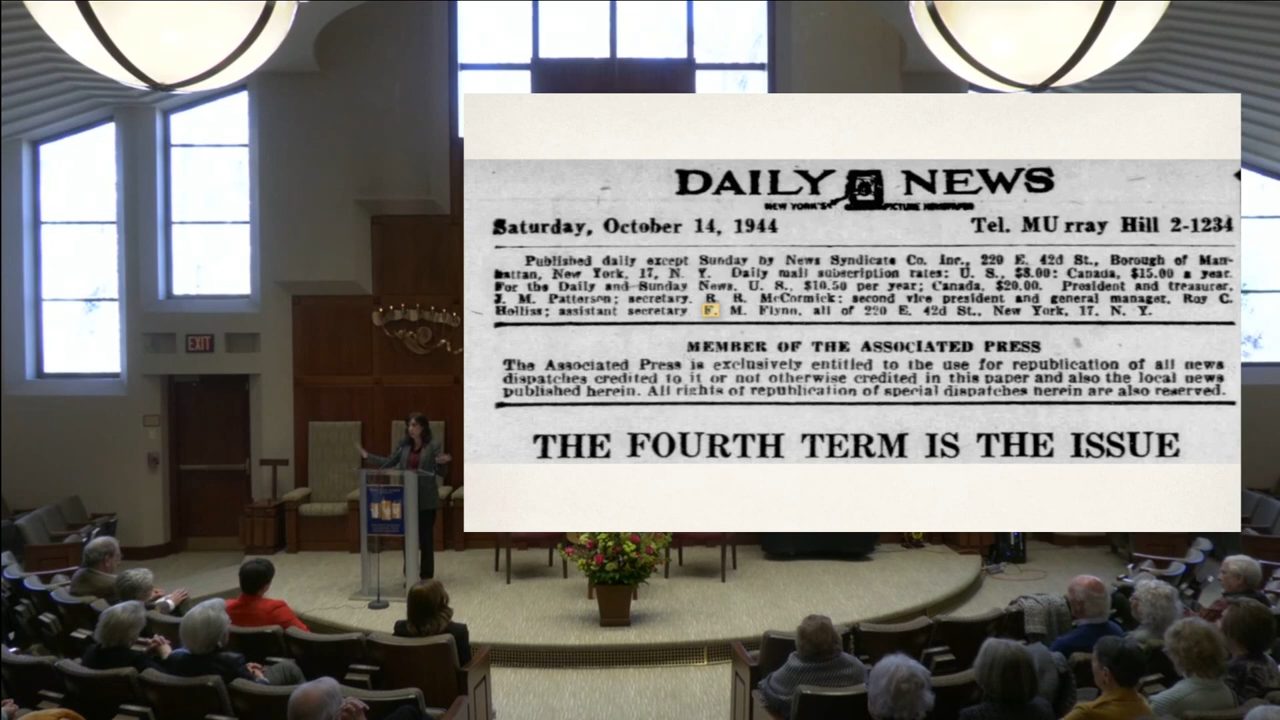 DAILY NEWS
NEW YORK'S PICTURE NEWSPAPER
Saturday, October 14, 1944 Tel. MUrray Hill 2-1234
Published daily except Sunday by News Syndicate Co. Inc., 220 E. 42d St., Borough of Man-
hattan, New York, 17, N. Y. Daily mail subscription rates: U. S., $8.00: Canada, $15.00 a year.
For the Daily and Sunday News, U. S., $10.50 per year; Canada, $20.00. President and treasurer,
J. M. Patterson; secretary, R. R. McCormick; second vice president and general manager, Roy C.
Holliss; assistant secretary F. M. Flynn, all of 220 E. 42d St., New York, 17, N. Y.
MEMBER OF THE ASSOCIATED PRESS
The Associated Press is exclusively entitled to the use for republication of all news
dispatches credited to it or not otherwise credited in this paper and also the local news
published herein. All rights of republication of special dispatches herein are also reserved.
THE FOURTH TERM IS THE ISSUE
EXIT